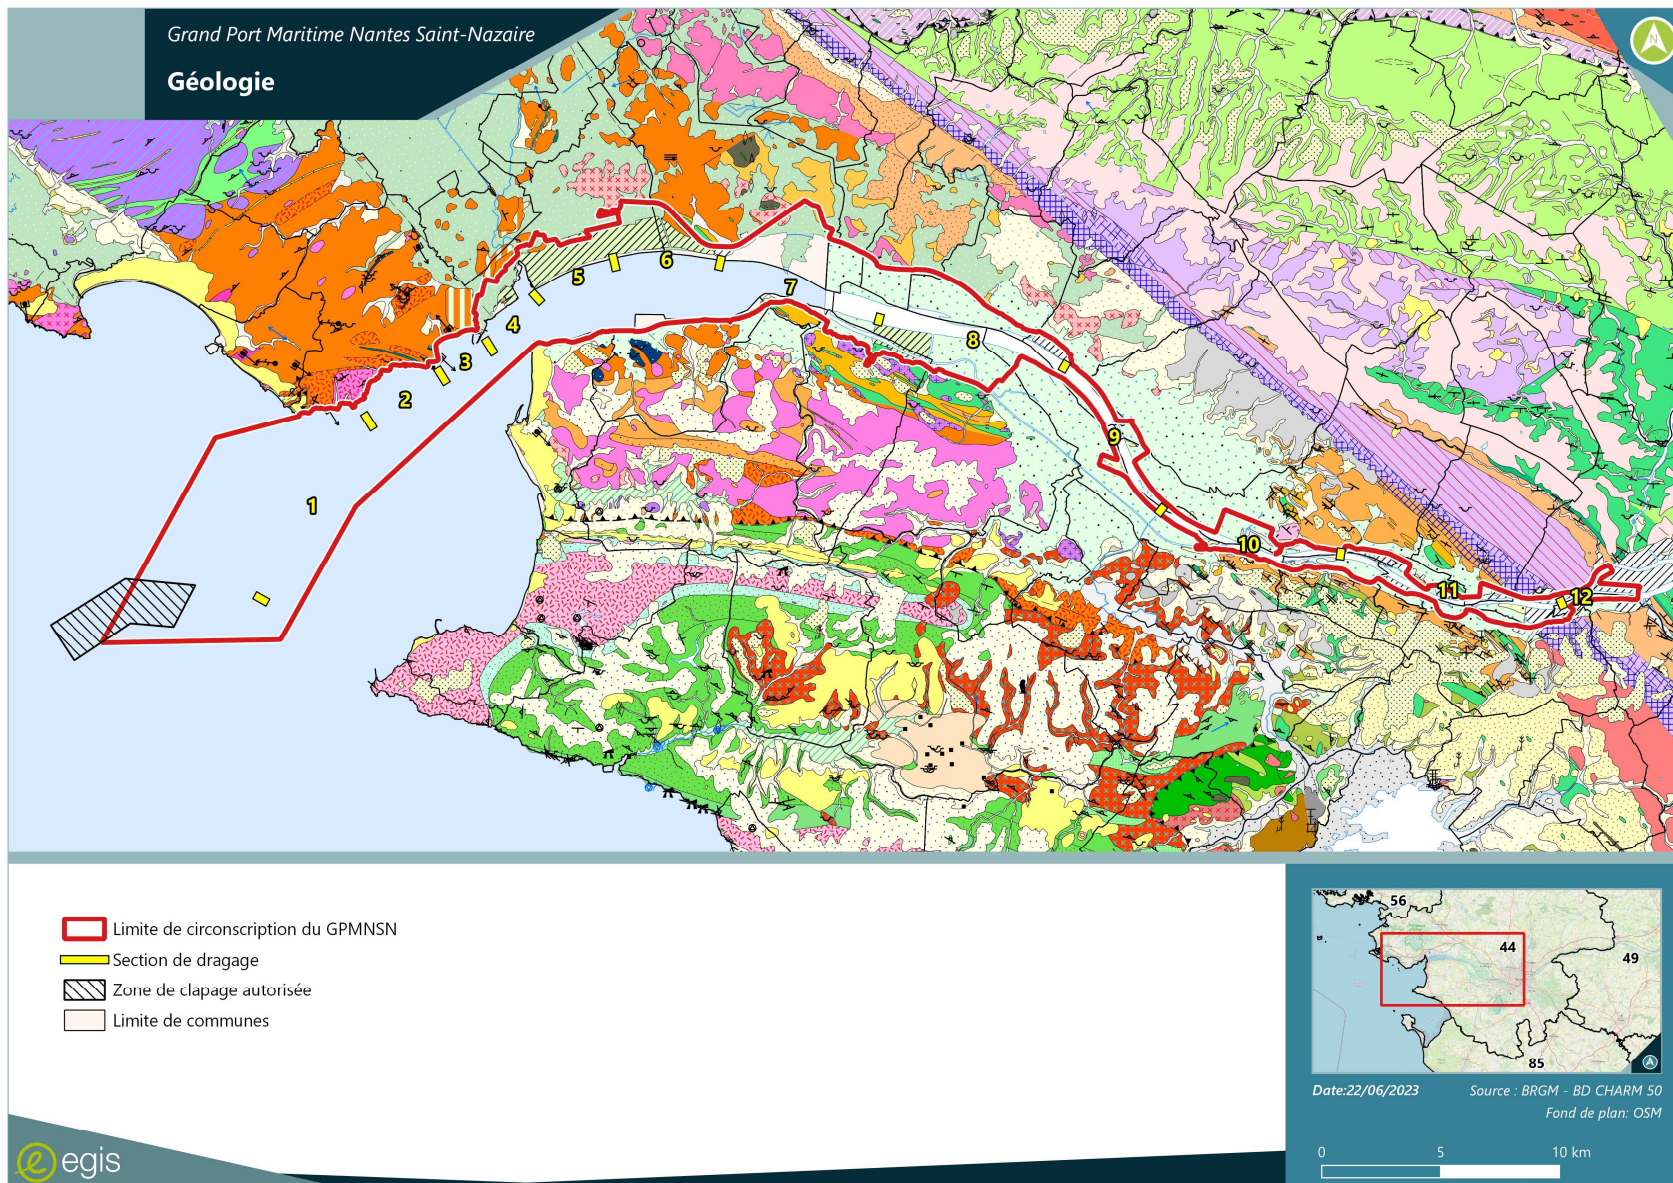 Grand Port Maritime Nantes Saint-Nazaire
Géologie
N
1
2
3
4
5
6
7
8
9
10
11
12
Limite de circonscription du GPMNSN
Section de dragage
Zone de clapage autorisée
Limite de communes
56
44
49
85
Date:22/06/2023
Source : BRGM - BD CHARM 50
Fond de plan: OSM
0 5 10 km
egis